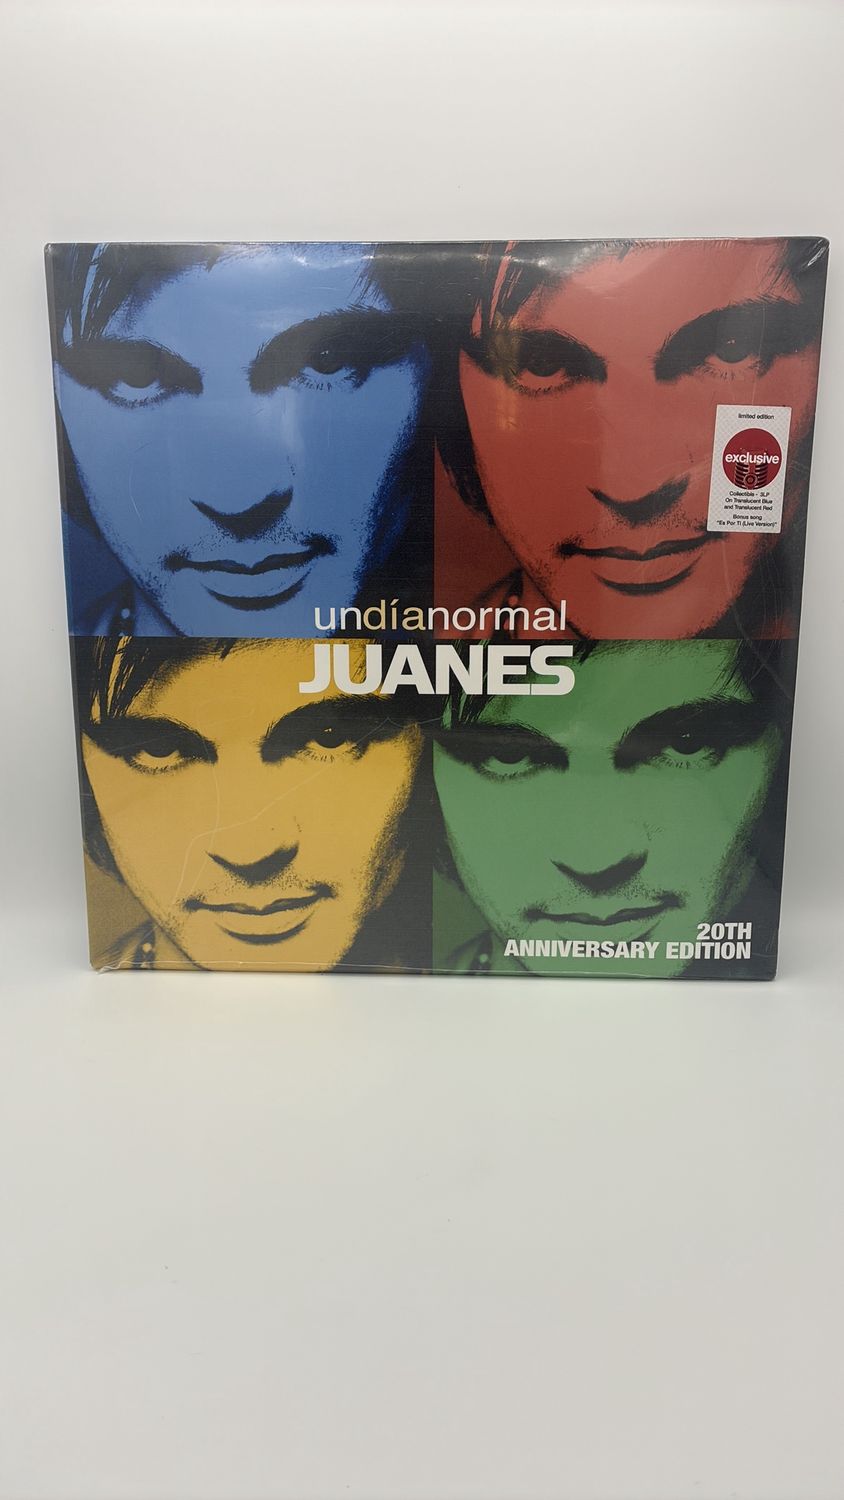 limited edition
exclusive
Collectible - 3LP
On Translucent Blue
and Translucent Red
Bonus song
"Es Por TI (Live Version)"
undíanormal
JUANES
20TH
ANNIVERSARY EDITION